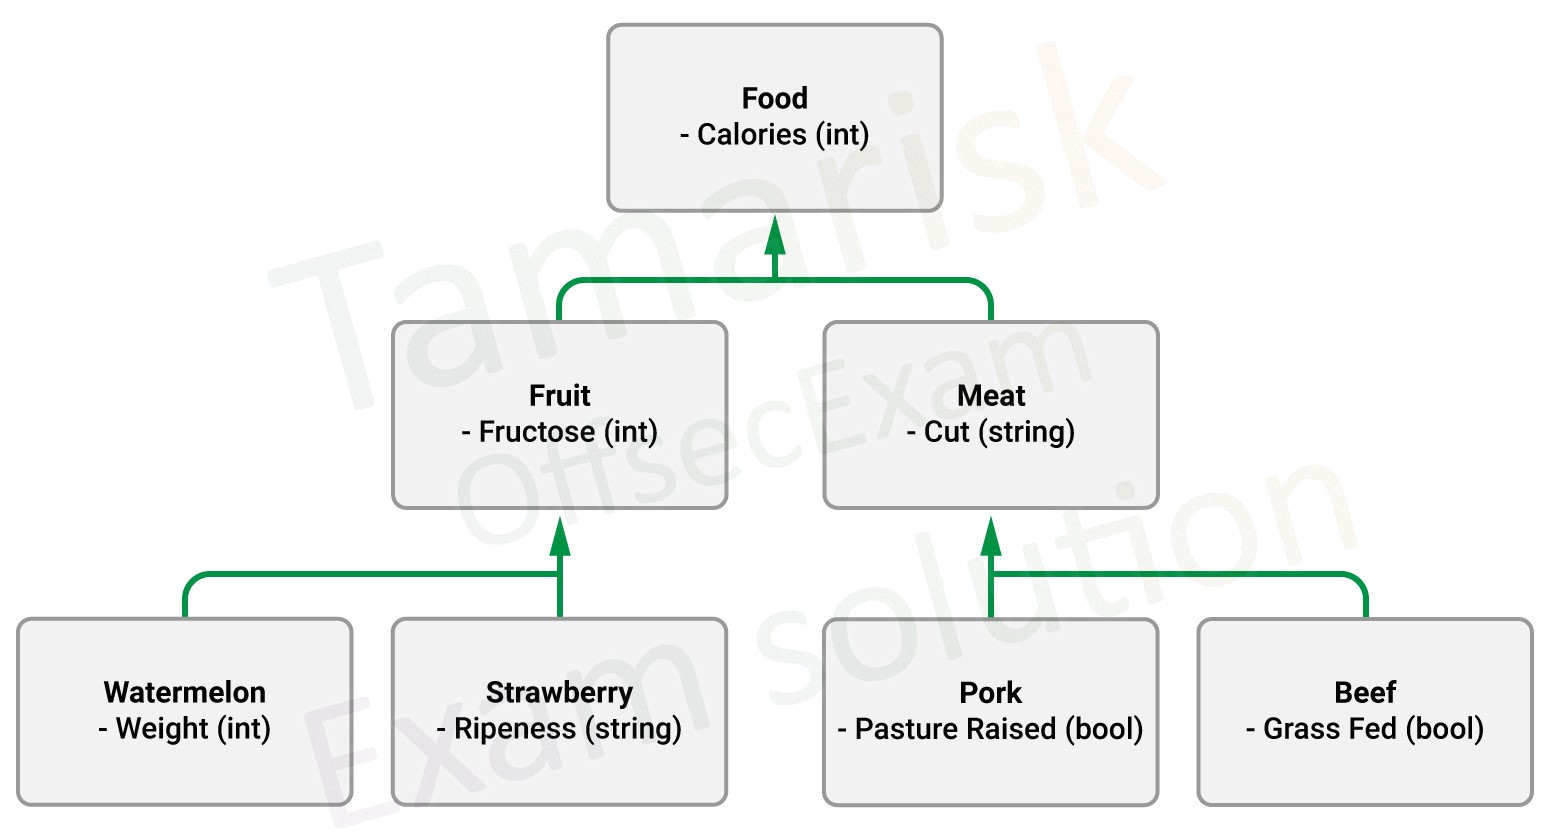 Food
- Calories (int)
Fruit
- Fructose (int)
Meat
- Cut (string)
Watermelon
- Weight (int)
Strawberry
- Ripeness (string)
Pork
- Pasture Raised (bool)
Beef
- Grass Fed (bool)
Tamarisk
OffsecExam
Exam solution